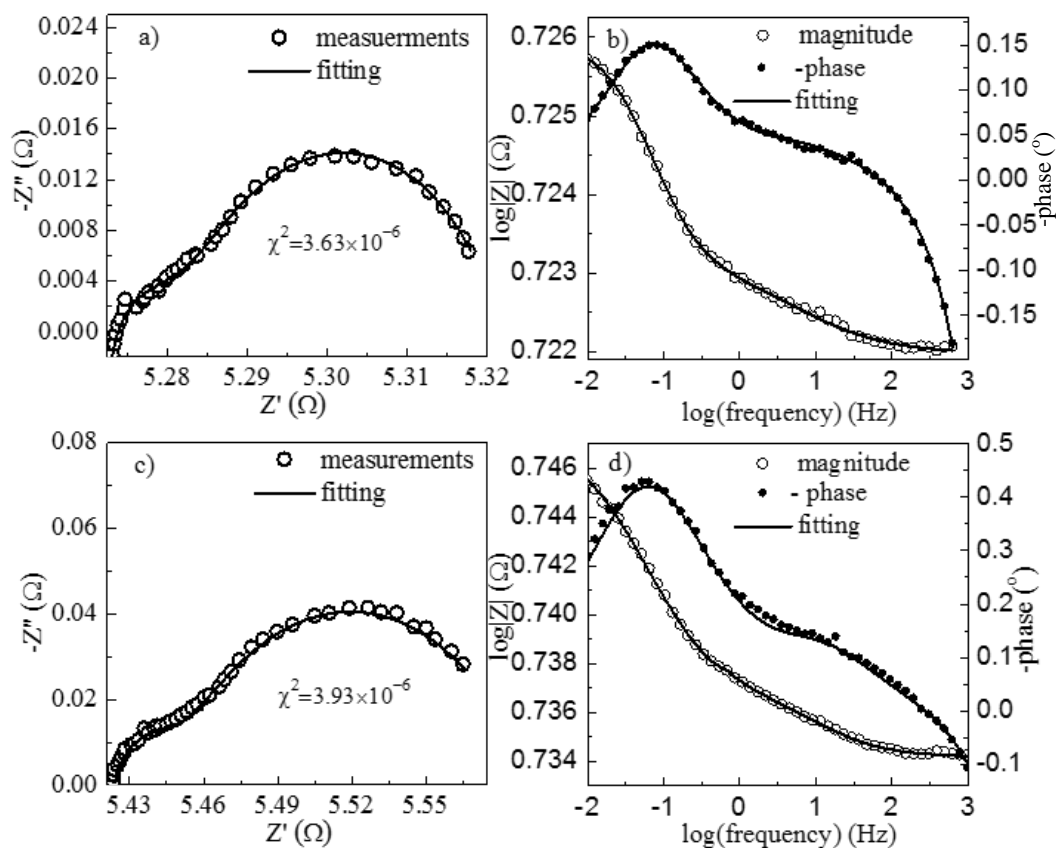 a)
measuerments
fitting
χ²=3.63×10⁻⁶
0.024
0.020
0.016
0.012
0.008
0.004
0.000
-Z'' (Ω)
5.28 5.29 5.30 5.31 5.32
Z' (Ω)
b)
magnitude
-phase
fitting
0.726
0.725
0.724
0.723
0.722
log|Z| (Ω)
0.15
0.10
0.05
0.00
-0.05
-0.10
-0.15
-phase (°)
-2 -1 0 1 2 3
log(frequency) (Hz)
c)
measurements
fitting
χ²=3.93×10⁻⁶
0.08
0.06
0.04
0.02
0.00
-Z'' (Ω)
5.43 5.46 5.49 5.52 5.55
Z' (Ω)
d)
magnitude
- phase
fitting
0.746
0.744
0.742
0.740
0.738
0.736
0.734
log|Z| (Ω)
0.5
0.4
0.3
0.2
0.1
0.0
-0.1
-phase (°)
-2 -1 0 1 2 3
log(frequency) (Hz)